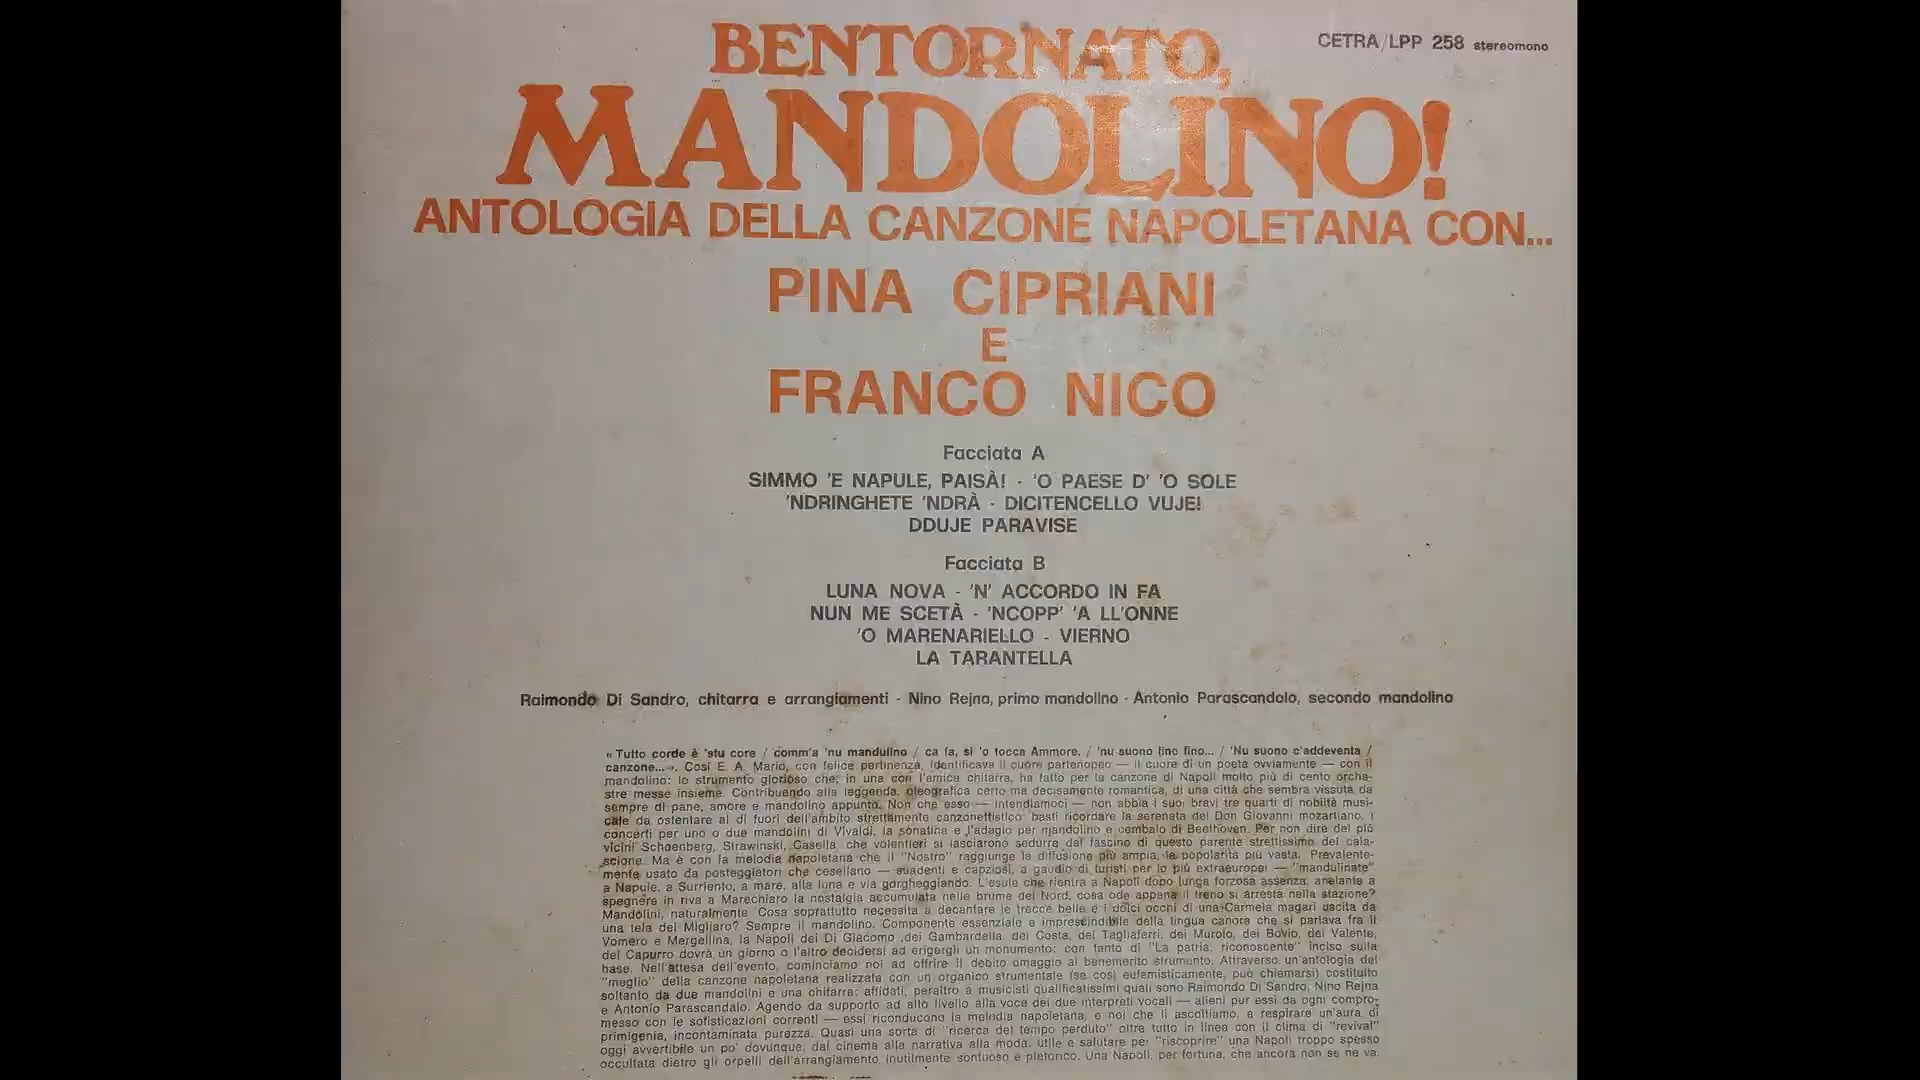 BENTORNATO,
CETRA/LPP 258 stereomono
MANDOLINO!
ANTOLOGIA DELLA CANZONE NAPOLETANA CON...
PINA CIPRIANI
E
FRANCO NICO
Facciata A
SIMMO 'E NAPULE, PAISÀ! - 'O PAESE D' 'O SOLE
'NDRINGHETE 'NDRÀ - DICITENCELLO VUJE!
DDUJE PARAVISE
Facciata B
LUNA NOVA - 'N' ACCORDO IN FA
NUN ME SCETÀ - 'NCOPP' 'A LL'ONNE
'O MARENARIELLO - VIERNO
LA TARANTELLA
Raimondo Di Sandro, chitarra e arrangiamenti - Nino Rejna, primo mandolino - Antonio Parascandolo, secondo mandolino
« Tutto corde è 'stu core / comm'a 'nu mandulino / ca fa, si 'o tocca Ammore, / 'nu suono fino fino... / 'Nu suono c'addeventa /
canzone... ». Così E. A. Mario, con felice pertinenza, identificava il cuore partenopeo — il cuore di un poeta ovviamente — con il
mandolino: lo strumento glorioso che, in una con l'amica chitarra, ha fatto per la canzone di Napoli molto più di cento orche-
stre messe insieme. Contribuendo alla leggenda, oleografica certo ma decisamente romantica, di una città che sembra vissuta da
sempre di pane, amore e mandolino appunto. Non che esso — intendiamoci — non abbia i suoi bravi tre quarti di nobiltà musi-
cale da ostentare al di fuori dell'ambito strettamente canzonettistico: basti ricordare la serenata del Don Giovanni mozartiano, i
concerti per uno o due mandolini di Vivaldi, la sonatina e l'adagio per mandolino e cembalo di Beethoven. Per non dire dei più
vicini Schoenberg, Strawinski, Casella, che volentieri si lasciarono sedurre dal fascino di questo parente strettissimo del cala-
scione. Ma è con la melodia napoletana che il "Nostro" raggiunge la diffusione più ampia, la popolarità più vasta. Prevalente-
mente usato da posteggiatori che cesellano — suadenti e capziosi, a gaudio di turisti per lo più extraeuropei — "mandulinate"
a Napule, a Surriento, a mare, alla luna e via gorgheggiando. L'esule che rientra a Napoli dopo lunga forzosa assenza, anelante a
spegnere in riva a Marechiaro la nostalgia accumulata nelle brume del Nord, cosa ode appena il treno si arresta nella stazione?
Mandolini, naturalmente. Cosa soprattutto necessita a decantare le trecce belle e i dolci occhi di una Carmela magari uscita da
una tela del Migliaro? Sempre il mandolino. Componente essenziale e imprescindibile della lingua canora che si parlava fra il
Vomero e Mergellina, la Napoli dei Di Giacomo ,dei Gambardella, dei Costa, dei Tagliaferri, dei Murolo, dei Bovio, dei Valente,
del Capurro dovrà un giorno o l'altro decidersi ad erigergli un monumento: con tanto di "La patria, riconoscente" inciso sulla
base. Nell'attesa dell'evento, cominciamo noi ad offrire il debito omaggio al benemerito strumento. Attraverso un'antologia del
"meglio" della canzone napoletana realizzata con un organico strumentale (se così eufemisticamente, può chiamarsi) costituito
soltanto da due mandolini e una chitarra: affidati, peraltro a musicisti qualificatissimi quali sono Raimondo Di Sandro, Nino Rejna
e Antonio Parascandalo. Agendo da supporto ad alto livello alla voce dei due interpreti vocali — alieni pur essi da ogni compro-
messo con le sofisticazioni correnti — essi riconducono la melodia napoletana, e noi che li ascoltiamo, a respirare un'aura di
primigenia, incontaminata purezza. Quasi una sorta di "ricerca del tempo perduto" oltre tutto in linea con il clima di "revival"
oggi avvertibile un po' dovunque, dal cinema alla narrativa alla moda, utile e salutare per "riscoprire" una Napoli troppo spesso
occultata dietro gli orpelli dell'arrangiamento inutilmente sontuoso e pletorico. Una Napoli, per fortuna, che ancora non se ne va.